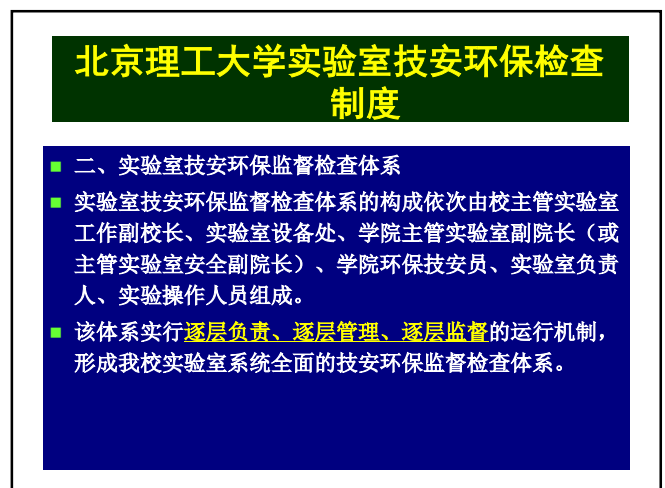 北京理工大学实验室技安环保检查
制度
二、实验室技安环保监督检查体系
实验室技安环保监督检查体系的构成依次由校主管实验室
工作副校长、实验室设备处、学院主管实验室副院长（或
主管实验室安全副院长）、学院环保技安员、实验室负责
人、实验操作人员组成。
该体系实行逐层负责、逐层管理、逐层监督的运行机制，
形成我校实验室系统全面的技安环保监督检查体系。